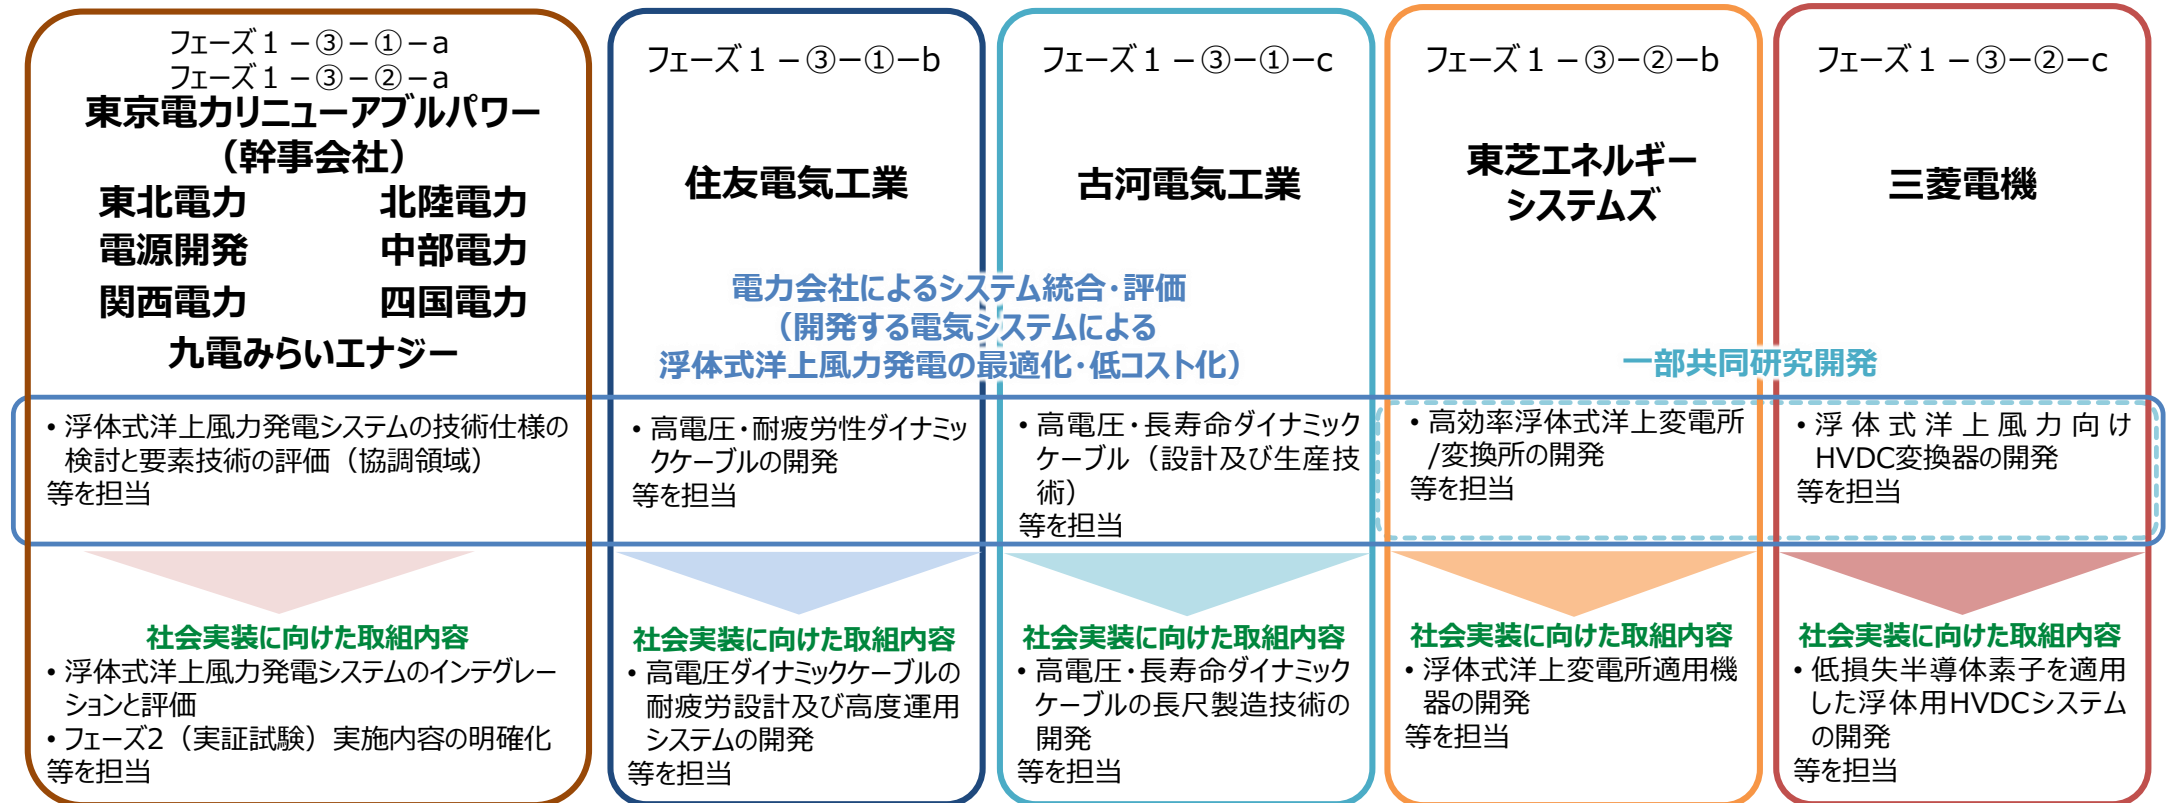 フェーズ１－③－①－a
フェーズ１－③－②－a
東京電力リニューアブルパワー
（幹事会社）
東北電力　北陸電力
電源開発　中部電力
関西電力　四国電力
九電みらいエナジー
・浮体式洋上風力発電システムの技術仕様の
検討と要素技術の評価（協調領域）
等を担当
社会実装に向けた取組内容
・浮体式洋上風力発電システムのインテグレー
ションと評価
・フェーズ2（実証試験）実施内容の明確化
等を担当
フェーズ１－③－①－b
住友電気工業
電力会社によるシステム統合・評価
（開発する電気システムによる
浮体式洋上風力発電の最適化・低コスト化）
・高電圧・耐疲労性ダイナミッ
クケーブルの開発
等を担当
社会実装に向けた取組内容
・高電圧ダイナミックケーブルの
耐疲労設計及び高度運用
システムの開発
等を担当
フェーズ１－③－①－c
古河電気工業
・高電圧・長寿命ダイナミック
ケーブル（設計及び生産技
術）
等を担当
社会実装に向けた取組内容
・高電圧・長寿命ダイナミック
ケーブルの長尺製造技術の
開発
等を担当
フェーズ１－③－②－b
東芝エネルギー
システムズ
一部共同研究開発
・高効率浮体式洋上変電所
/変換所の開発
等を担当
社会実装に向けた取組内容
・浮体式洋上変電所適用機
器の開発
等を担当
フェーズ１－③－②－c
三菱電機
・浮体式洋上風力向け
HVDC変換器の開発
等を担当
社会実装に向けた取組内容
・低損失半導体素子を適用
した浮体用HVDCシステム
の開発
等を担当